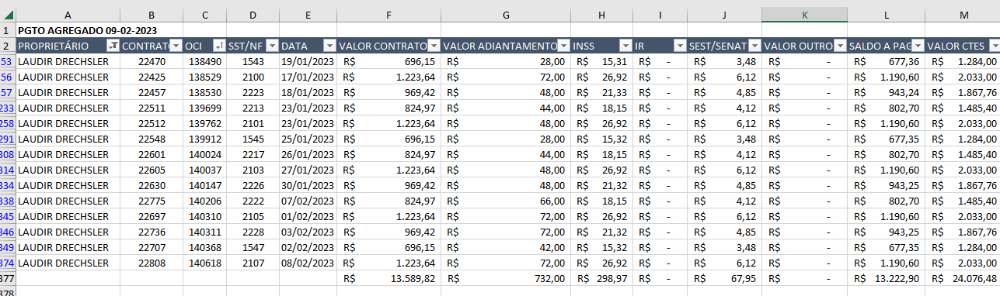 A B C D E F G H I J K L M
1 PGTO AGREGADO 09-02-2023
2 PROPRIETÁRIO CONTRAT OCI SST/NF DATA VALOR CONTRATO VALOR ADIANTAMENTO INSS IR SEST/SENAT VALOR OUTRO SALDO A PAG VALOR CTES
53 LAUDIR DRECHSLER 22470 138490 1543 19/01/2023 R$ 696,15 R$ 28,00 R$ 15,31 R$ - R$ 3,48 R$ - R$ 677,36 R$ 1.284,00
56 LAUDIR DRECHSLER 22425 138529 2100 17/01/2023 R$ 1.223,64 R$ 72,00 R$ 26,92 R$ - R$ 6,12 R$ - R$ 1.190,60 R$ 2.033,00
57 LAUDIR DRECHSLER 22457 138530 2223 18/01/2023 R$ 969,42 R$ 48,00 R$ 21,33 R$ - R$ 4,85 R$ - R$ 943,24 R$ 1.867,76
233 LAUDIR DRECHSLER 22511 139699 2213 23/01/2023 R$ 824,97 R$ 44,00 R$ 18,15 R$ - R$ 4,12 R$ - R$ 802,70 R$ 1.485,40
258 LAUDIR DRECHSLER 22512 139762 2101 23/01/2023 R$ 1.223,64 R$ 48,00 R$ 26,92 R$ - R$ 6,12 R$ - R$ 1.190,60 R$ 2.033,00
291 LAUDIR DRECHSLER 22548 139912 1545 25/01/2023 R$ 696,15 R$ 28,00 R$ 15,32 R$ - R$ 3,48 R$ - R$ 677,35 R$ 1.284,00
308 LAUDIR DRECHSLER 22601 140024 2217 26/01/2023 R$ 824,97 R$ 44,00 R$ 18,15 R$ - R$ 4,12 R$ - R$ 802,70 R$ 1.485,40
314 LAUDIR DRECHSLER 22605 140037 2103 27/01/2023 R$ 1.223,64 R$ 48,00 R$ 26,92 R$ - R$ 6,12 R$ - R$ 1.190,60 R$ 2.033,00
334 LAUDIR DRECHSLER 22630 140147 2226 30/01/2023 R$ 969,42 R$ 48,00 R$ 21,32 R$ - R$ 4,85 R$ - R$ 943,25 R$ 1.867,76
338 LAUDIR DRECHSLER 22775 140206 2222 07/02/2023 R$ 824,97 R$ 66,00 R$ 18,15 R$ - R$ 4,12 R$ - R$ 802,70 R$ 1.485,40
345 LAUDIR DRECHSLER 22697 140310 2105 01/02/2023 R$ 1.223,64 R$ 72,00 R$ 26,92 R$ - R$ 6,12 R$ - R$ 1.190,60 R$ 2.033,00
346 LAUDIR DRECHSLER 22736 140311 2228 03/02/2023 R$ 969,42 R$ 72,00 R$ 21,32 R$ - R$ 4,85 R$ - R$ 943,25 R$ 1.867,76
349 LAUDIR DRECHSLER 22707 140368 1547 02/02/2023 R$ 696,15 R$ 42,00 R$ 15,32 R$ - R$ 3,48 R$ - R$ 677,35 R$ 1.284,00
374 LAUDIR DRECHSLER 22808 140618 2107 08/02/2023 R$ 1.223,64 R$ 72,00 R$ 26,92 R$ - R$ 6,12 R$ - R$ 1.190,60 R$ 2.033,00
377 R$ 13.589,82 R$ 732,00 R$ 298,97 R$ - R$ 67,95 R$ - R$ 13.222,90 R$ 24.076,48
378